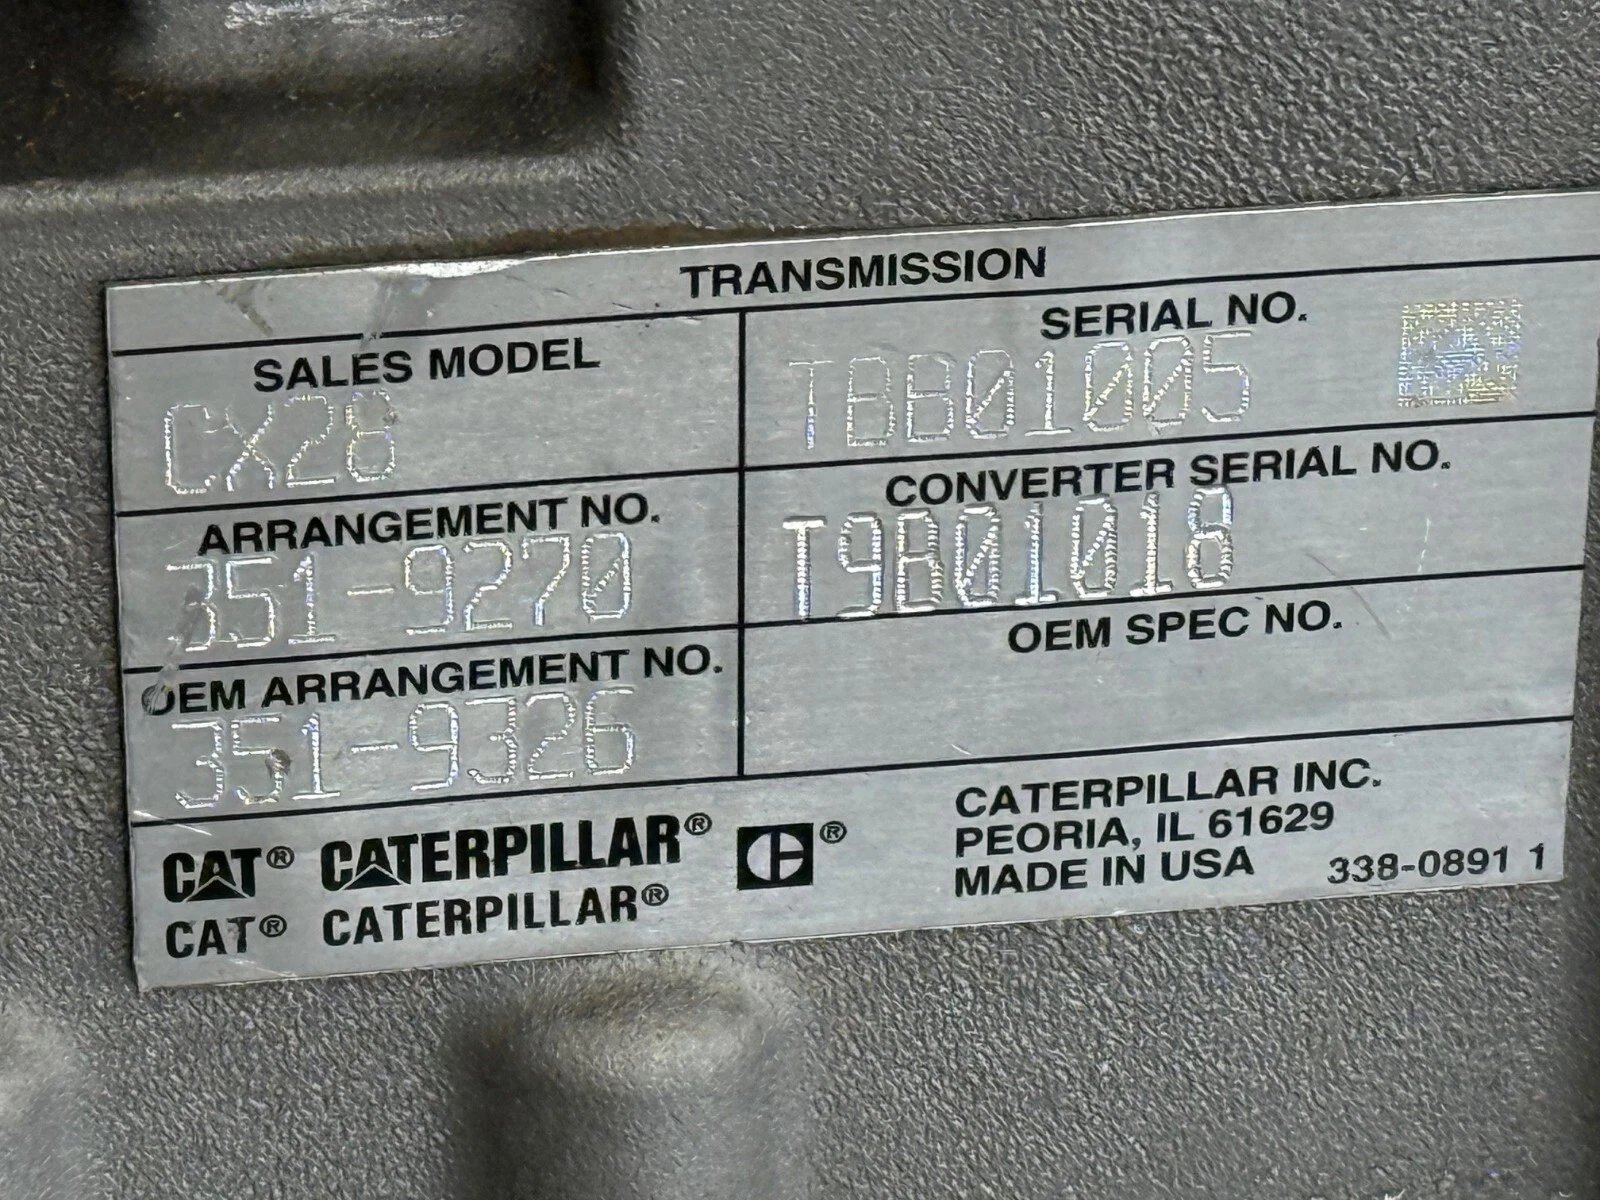 TRANSMISSION
SALES MODEL
CX28
SERIAL NO.
TBB01005
ARRANGEMENT NO.
351-9270
CONVERTER SERIAL NO.
T9B01018
OEM ARRANGEMENT NO.
351-9326
OEM SPEC NO.
CAT® CATERPILLAR® ®
CAT® CATERPILLAR®
CATERPILLAR INC.
PEORIA, IL 61629
MADE IN USA 338-0891 1